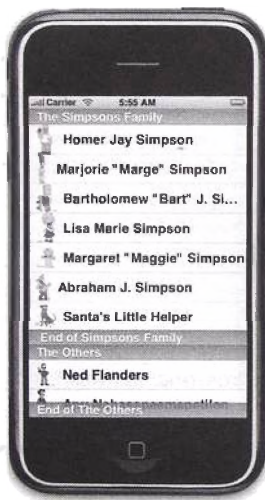 Carrier 5:55 AM
The Simpsons Family
Homer Jay Simpson
Marjorie "Marge" Simpson
Bartholomew "Bart" J. Si...
Lisa Marie Simpson
Margaret "Maggie" Simpson
Abraham J. Simpson
Santa's Little Helper
End of Simpsons Family
The Others
Ned Flanders
End of The Others